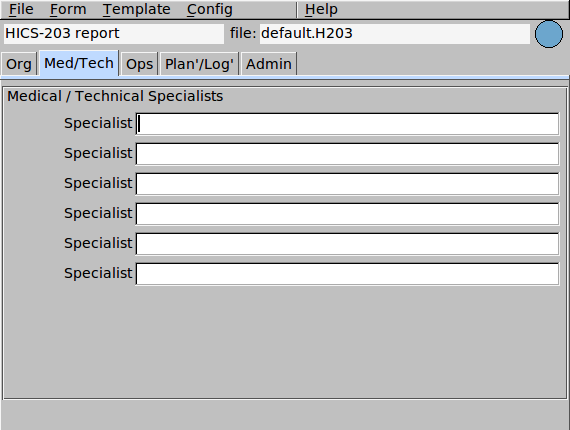 File Form Template Config Help
HICS-203 report file: default.H203
Org Med/Tech Ops Plan'/Log' Admin
Medical / Technical Specialists
Specialist
Specialist
Specialist
Specialist
Specialist
Specialist